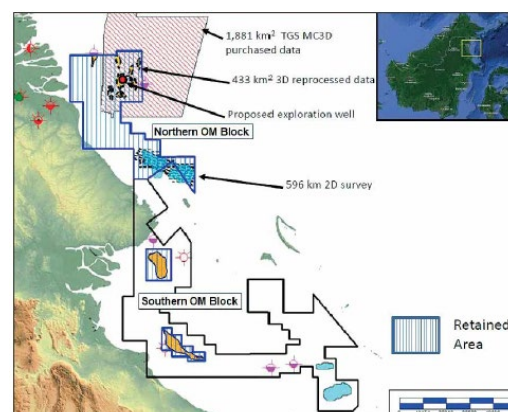 1,881 km² TGS MC3D
purchased data
433 km² 3D reprocessed data
Proposed exploration well
Northern OM Block
596 km 2D survey
Southern OM Block
Retained
Area